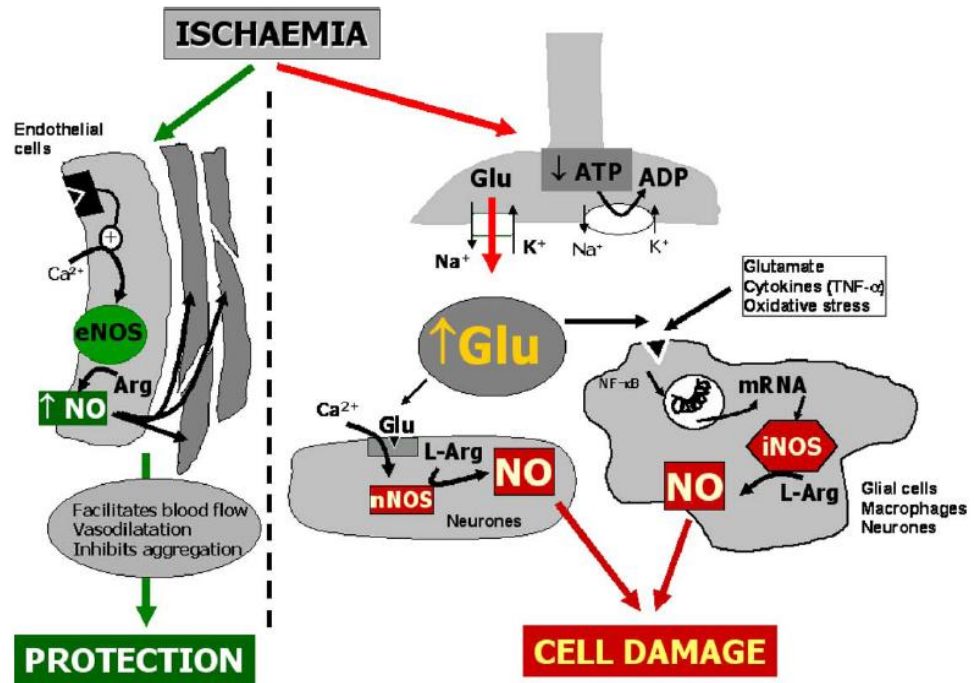 ISCHAEMIA
Endothelial
cells
+
Ca²⁺
eNOS
Arg
↑ NO
Facilitates blood flow
Vasodilatation
Inhibits aggregation
PROTECTION
↓ ATP
ADP
Glu
Na⁺
K⁺
Na⁺
K⁺
↑Glu
Glutamate
Cytokines (TNF-α)
Oxidative stress
Ca²⁺
Glu
L-Arg
nNOS
NO
Neurones
NF-κB
mRNA
iNOS
NO
L-Arg
Glial cells
Macrophages
Neurones
CELL DAMAGE